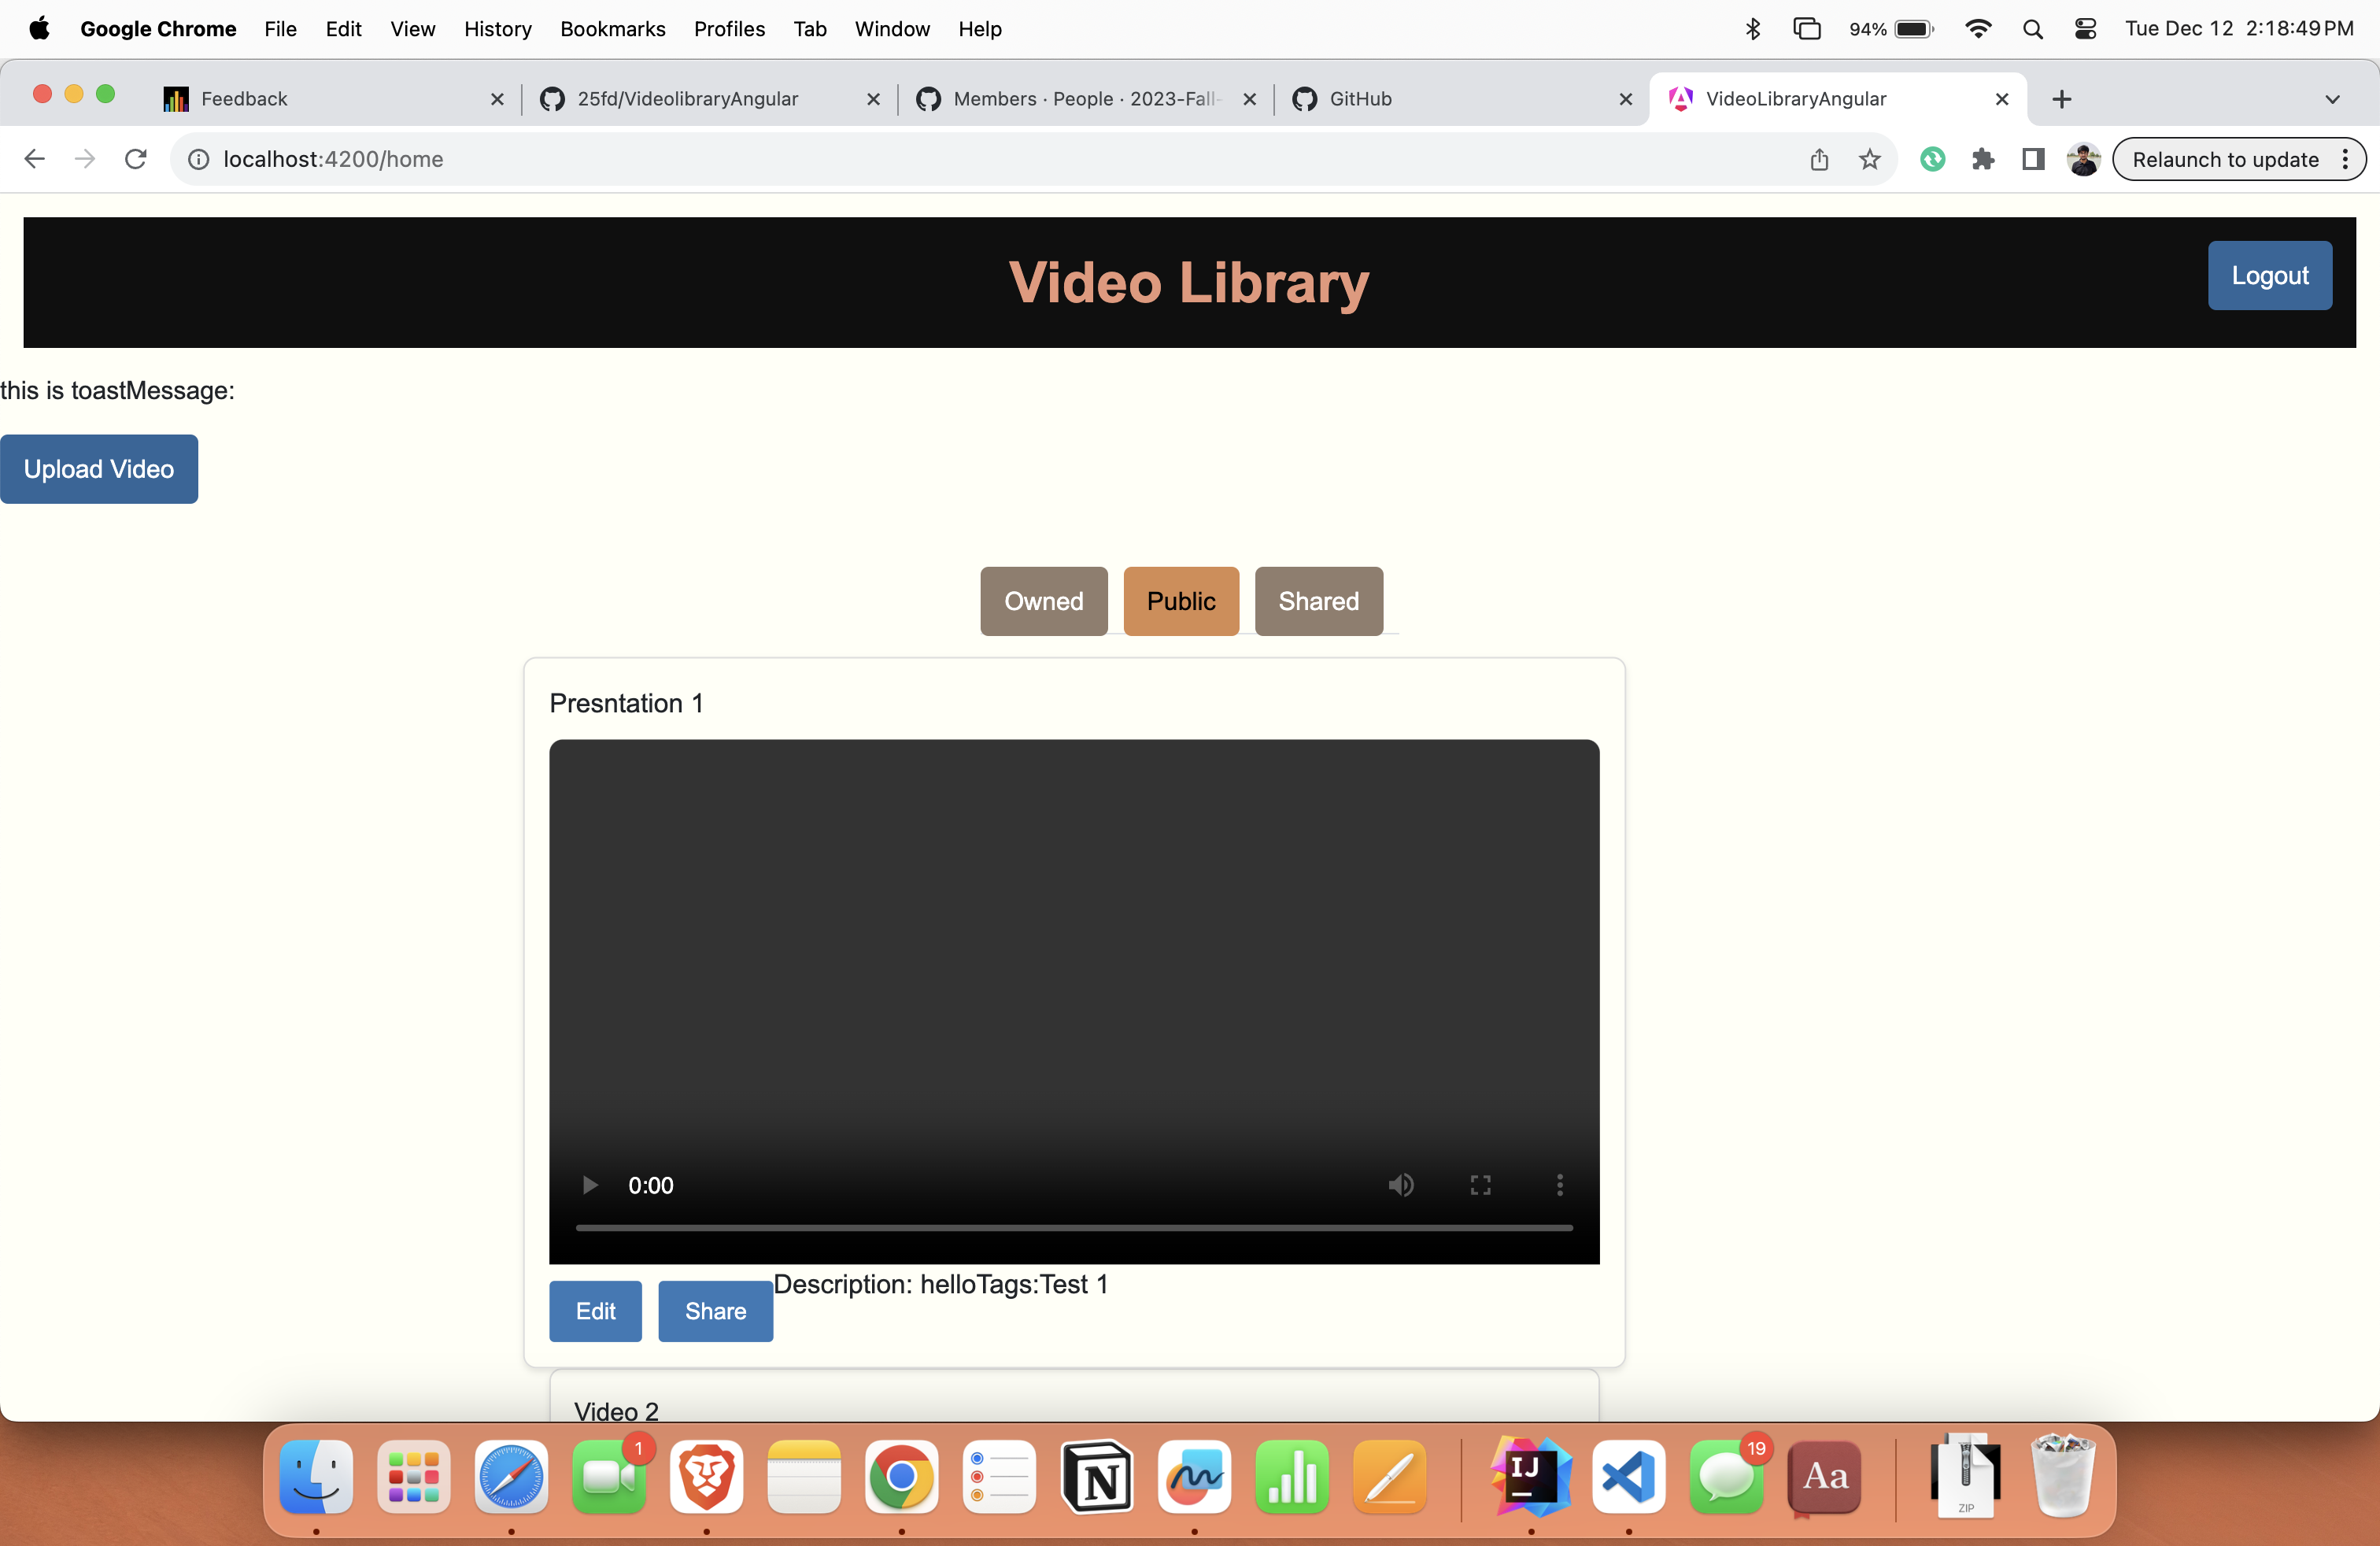 Google Chrome File Edit View History Bookmarks Profiles Tab Window Help 94% Tue Dec 12 2:18:49 PM
Feedback 25fd/VideolibraryAngular Members · People · 2023-Fall- GitHub VideoLibraryAngular
localhost:4200/home Relaunch to update
Video Library
Logout
this is toastMessage:
Upload Video
Owned Public Shared
Presntation 1
0:00
Description: helloTags:Test 1
Edit Share
Video 2
1 19
N IJ Aa
ZIP